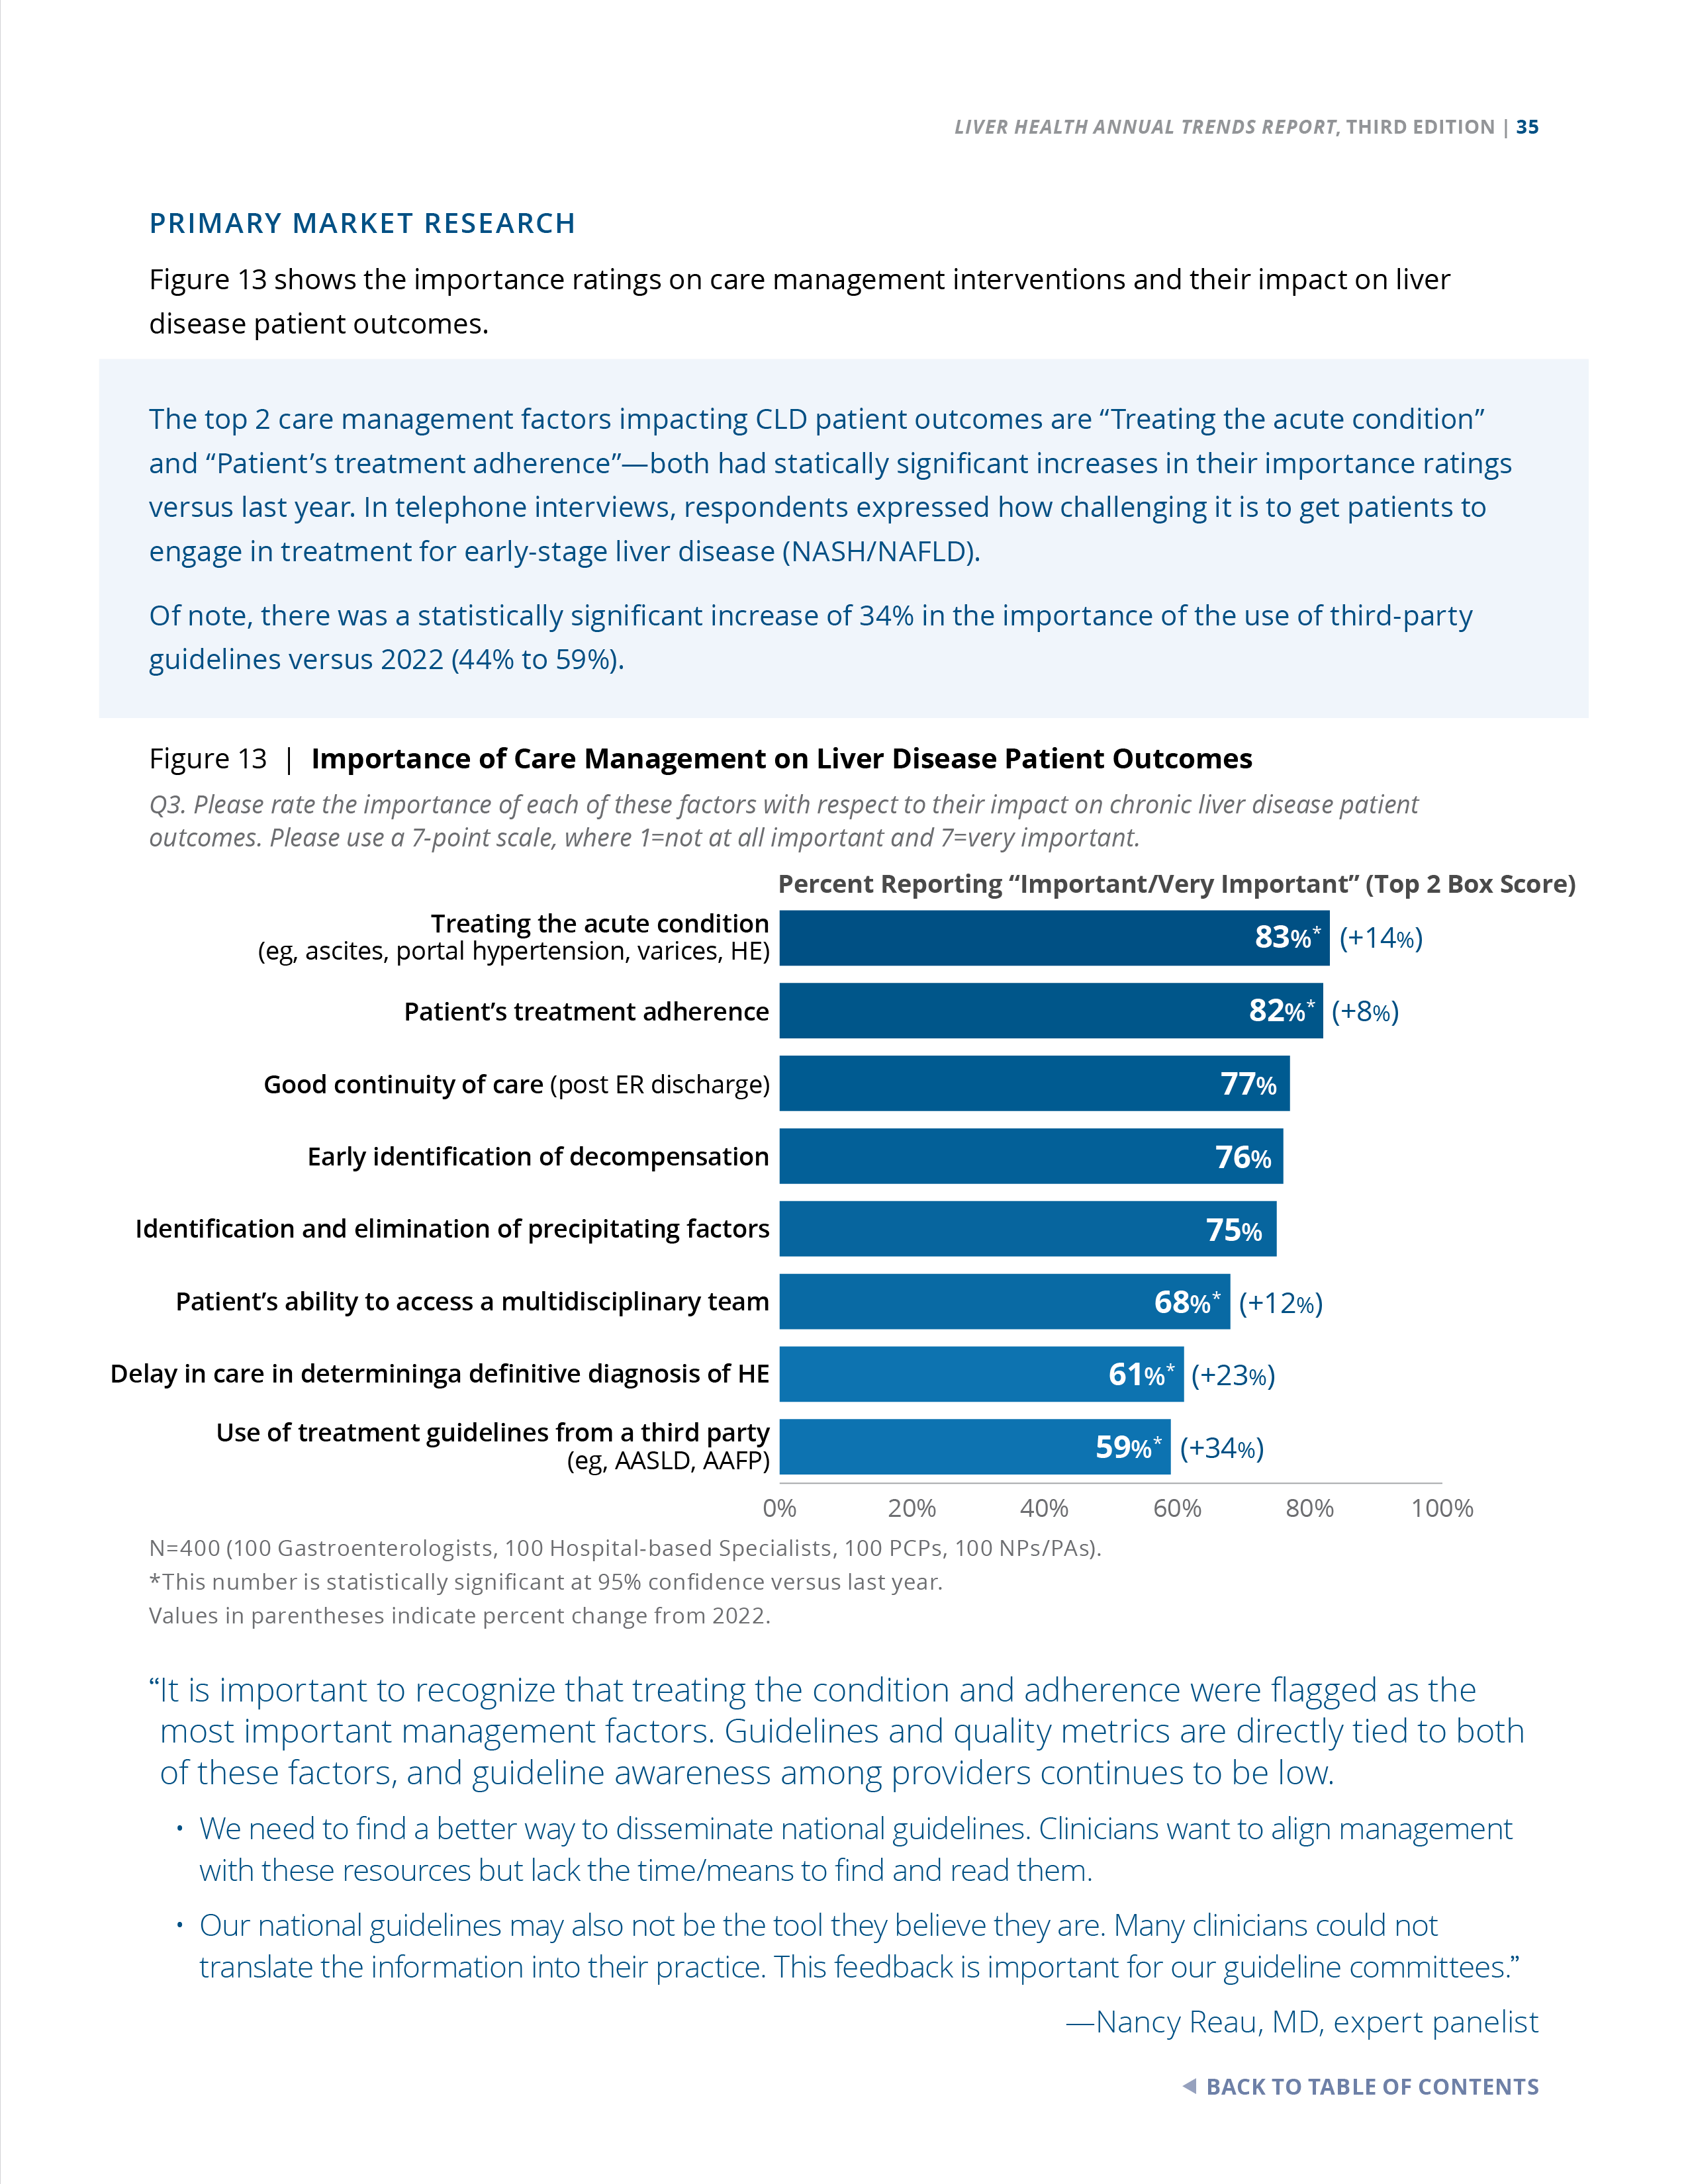 LIVER HEALTH ANNUAL TRENDS REPORT, THIRD EDITION | 35
PRIMARY MARKET RESEARCH
Figure 13 shows the importance ratings on care management interventions and their impact on liver
disease patient outcomes.
The top 2 care management factors impacting CLD patient outcomes are “Treating the acute condition”
and “Patient’s treatment adherence”—both had statically significant increases in their importance ratings
versus last year. In telephone interviews, respondents expressed how challenging it is to get patients to
engage in treatment for early-stage liver disease (NASH/NAFLD).
Of note, there was a statistically significant increase of 34% in the importance of the use of third-party
guidelines versus 2022 (44% to 59%).
Figure 13 | Importance of Care Management on Liver Disease Patient Outcomes
Q3. Please rate the importance of each of these factors with respect to their impact on chronic liver disease patient
outcomes. Please use a 7-point scale, where 1=not at all important and 7=very important.
Percent Reporting “Important/Very Important” (Top 2 Box Score)
Treating the acute condition
(eg, ascites, portal hypertension, varices, HE)
83%* (+14%)
Patient’s treatment adherence 82%* (+8%)
Good continuity of care (post ER discharge) 77%
Early identification of decompensation 76%
Identification and elimination of precipitating factors 75%
Patient’s ability to access a multidisciplinary team 68%* (+12%)
Delay in care in determininga definitive diagnosis of HE 61%* (+23%)
Use of treatment guidelines from a third party
(eg, AASLD, AAFP)
59%* (+34%)
0% 20% 40% 60% 80% 100%
N=400 (100 Gastroenterologists, 100 Hospital-based Specialists, 100 PCPs, 100 NPs/PAs).
*This number is statistically significant at 95% confidence versus last year.
Values in parentheses indicate percent change from 2022.
“It is important to recognize that treating the condition and adherence were flagged as the
most important management factors. Guidelines and quality metrics are directly tied to both
of these factors, and guideline awareness among providers continues to be low.
• We need to find a better way to disseminate national guidelines. Clinicians want to align management
with these resources but lack the time/means to find and read them.
• Our national guidelines may also not be the tool they believe they are. Many clinicians could not
translate the information into their practice. This feedback is important for our guideline committees.”
—Nancy Reau, MD, expert panelist
◀ BACK TO TABLE OF CONTENTS